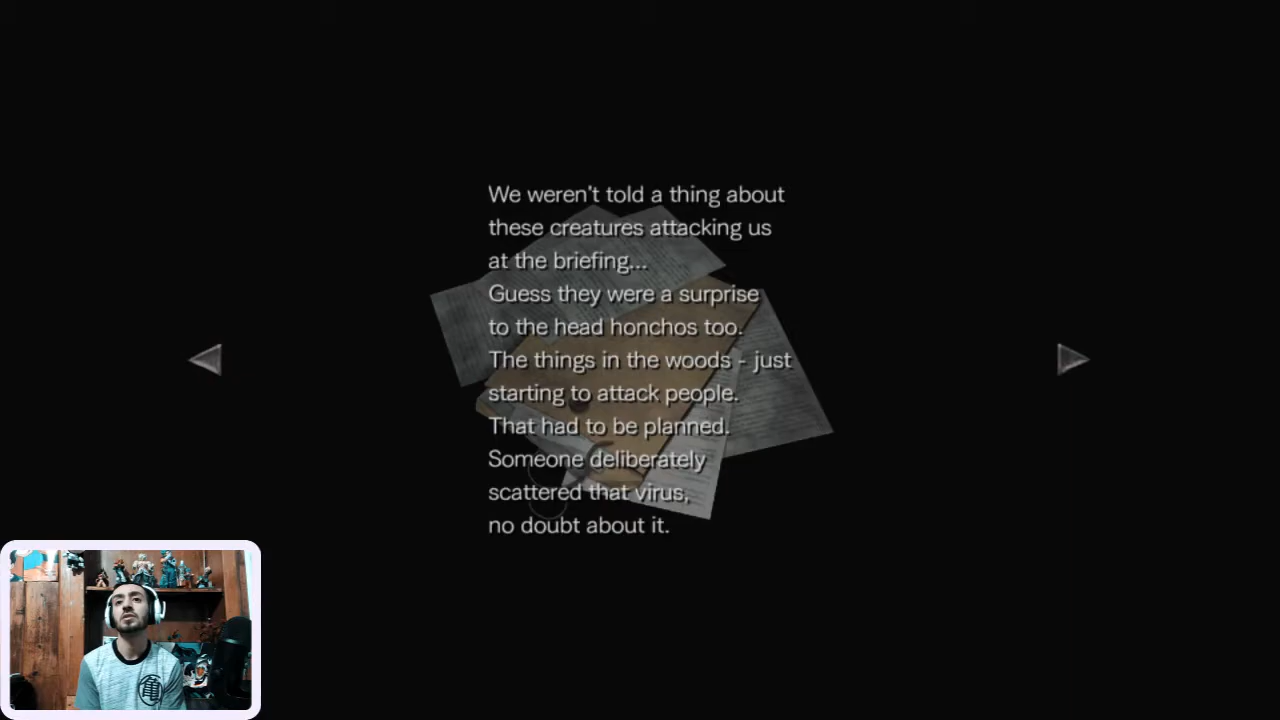 We weren't told a thing about
these creatures attacking us
at the briefing...
Guess they were a surprise
to the head honchos too.
The things in the woods - just
starting to attack people.
That had to be planned.
Someone deliberately
scattered that virus,
no doubt about it.
亀